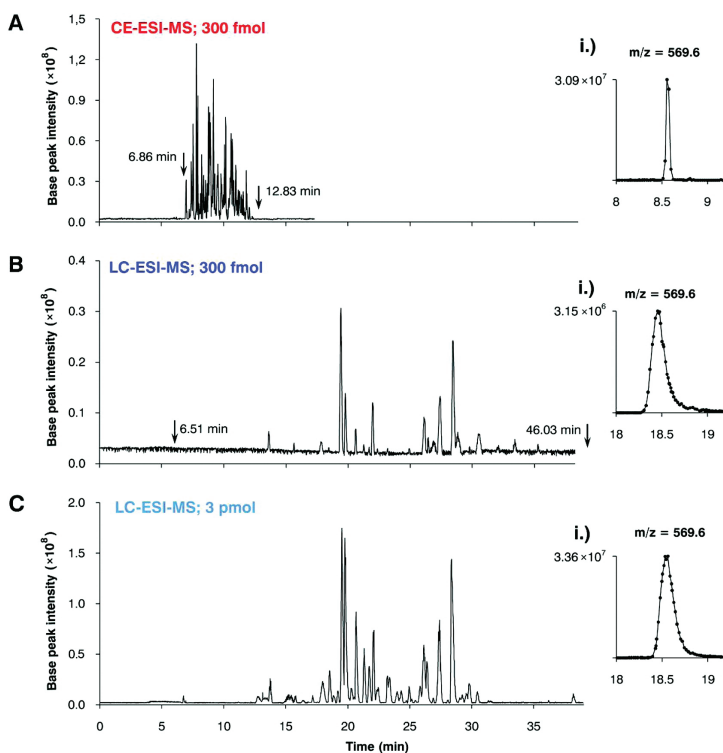 A
CE-ESI-MS; 300 fmol
Base peak intensity (×10⁸)
1,5
1.2
0.9
0.6
0.3
0.0
6.86 min
12.83 min
i.)
m/z = 569.6
3.09×10⁷
8 8.5 9
B
LC-ESI-MS; 300 fmol
Base peak intensity (×10⁸)
0.4
0.3
0.2
0.1
0.0
6.51 min
46.03 min
i.)
m/z = 569.6
3.15×10⁶
18 18.5 19
C
LC-ESI-MS; 3 pmol
Base peak intensity (×10⁸)
2.0
1.5
1.0
0.5
0.0
0 5 10 15 20 25 30 35
Time (min)
i.)
m/z = 569.6
3.36×10⁷
18 18.5 19